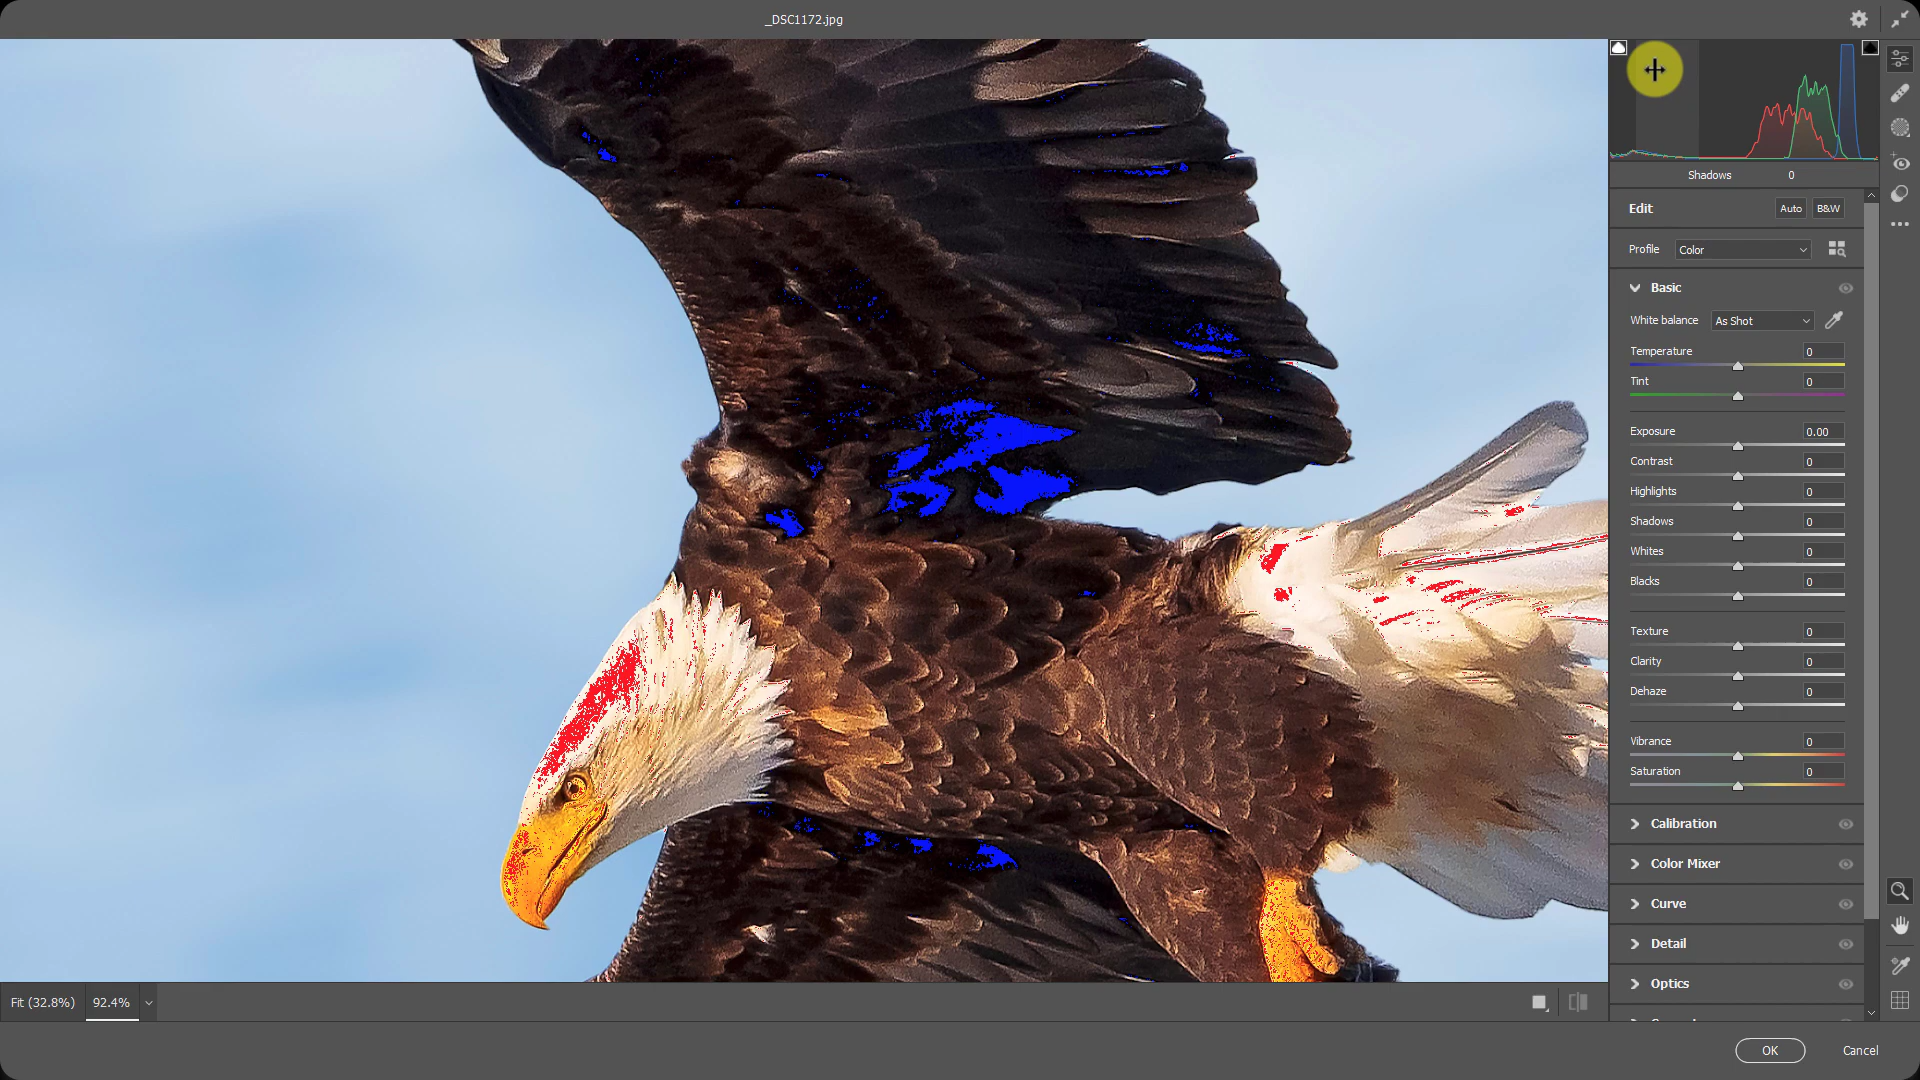 _DSC1172.jpg
Shadows 0
Edit Auto B&W
Profile Color
Basic
White balance As Shot
Temperature 0
Tint 0
Exposure 0.00
Contrast 0
Highlights 0
Shadows 0
Whites 0
Blacks 0
Texture 0
Clarity 0
Dehaze 0
Vibrance 0
Saturation 0
Calibration
Color Mixer
Curve
Detail
Optics
Fit (32.8%) 92.4%
OK Cancel